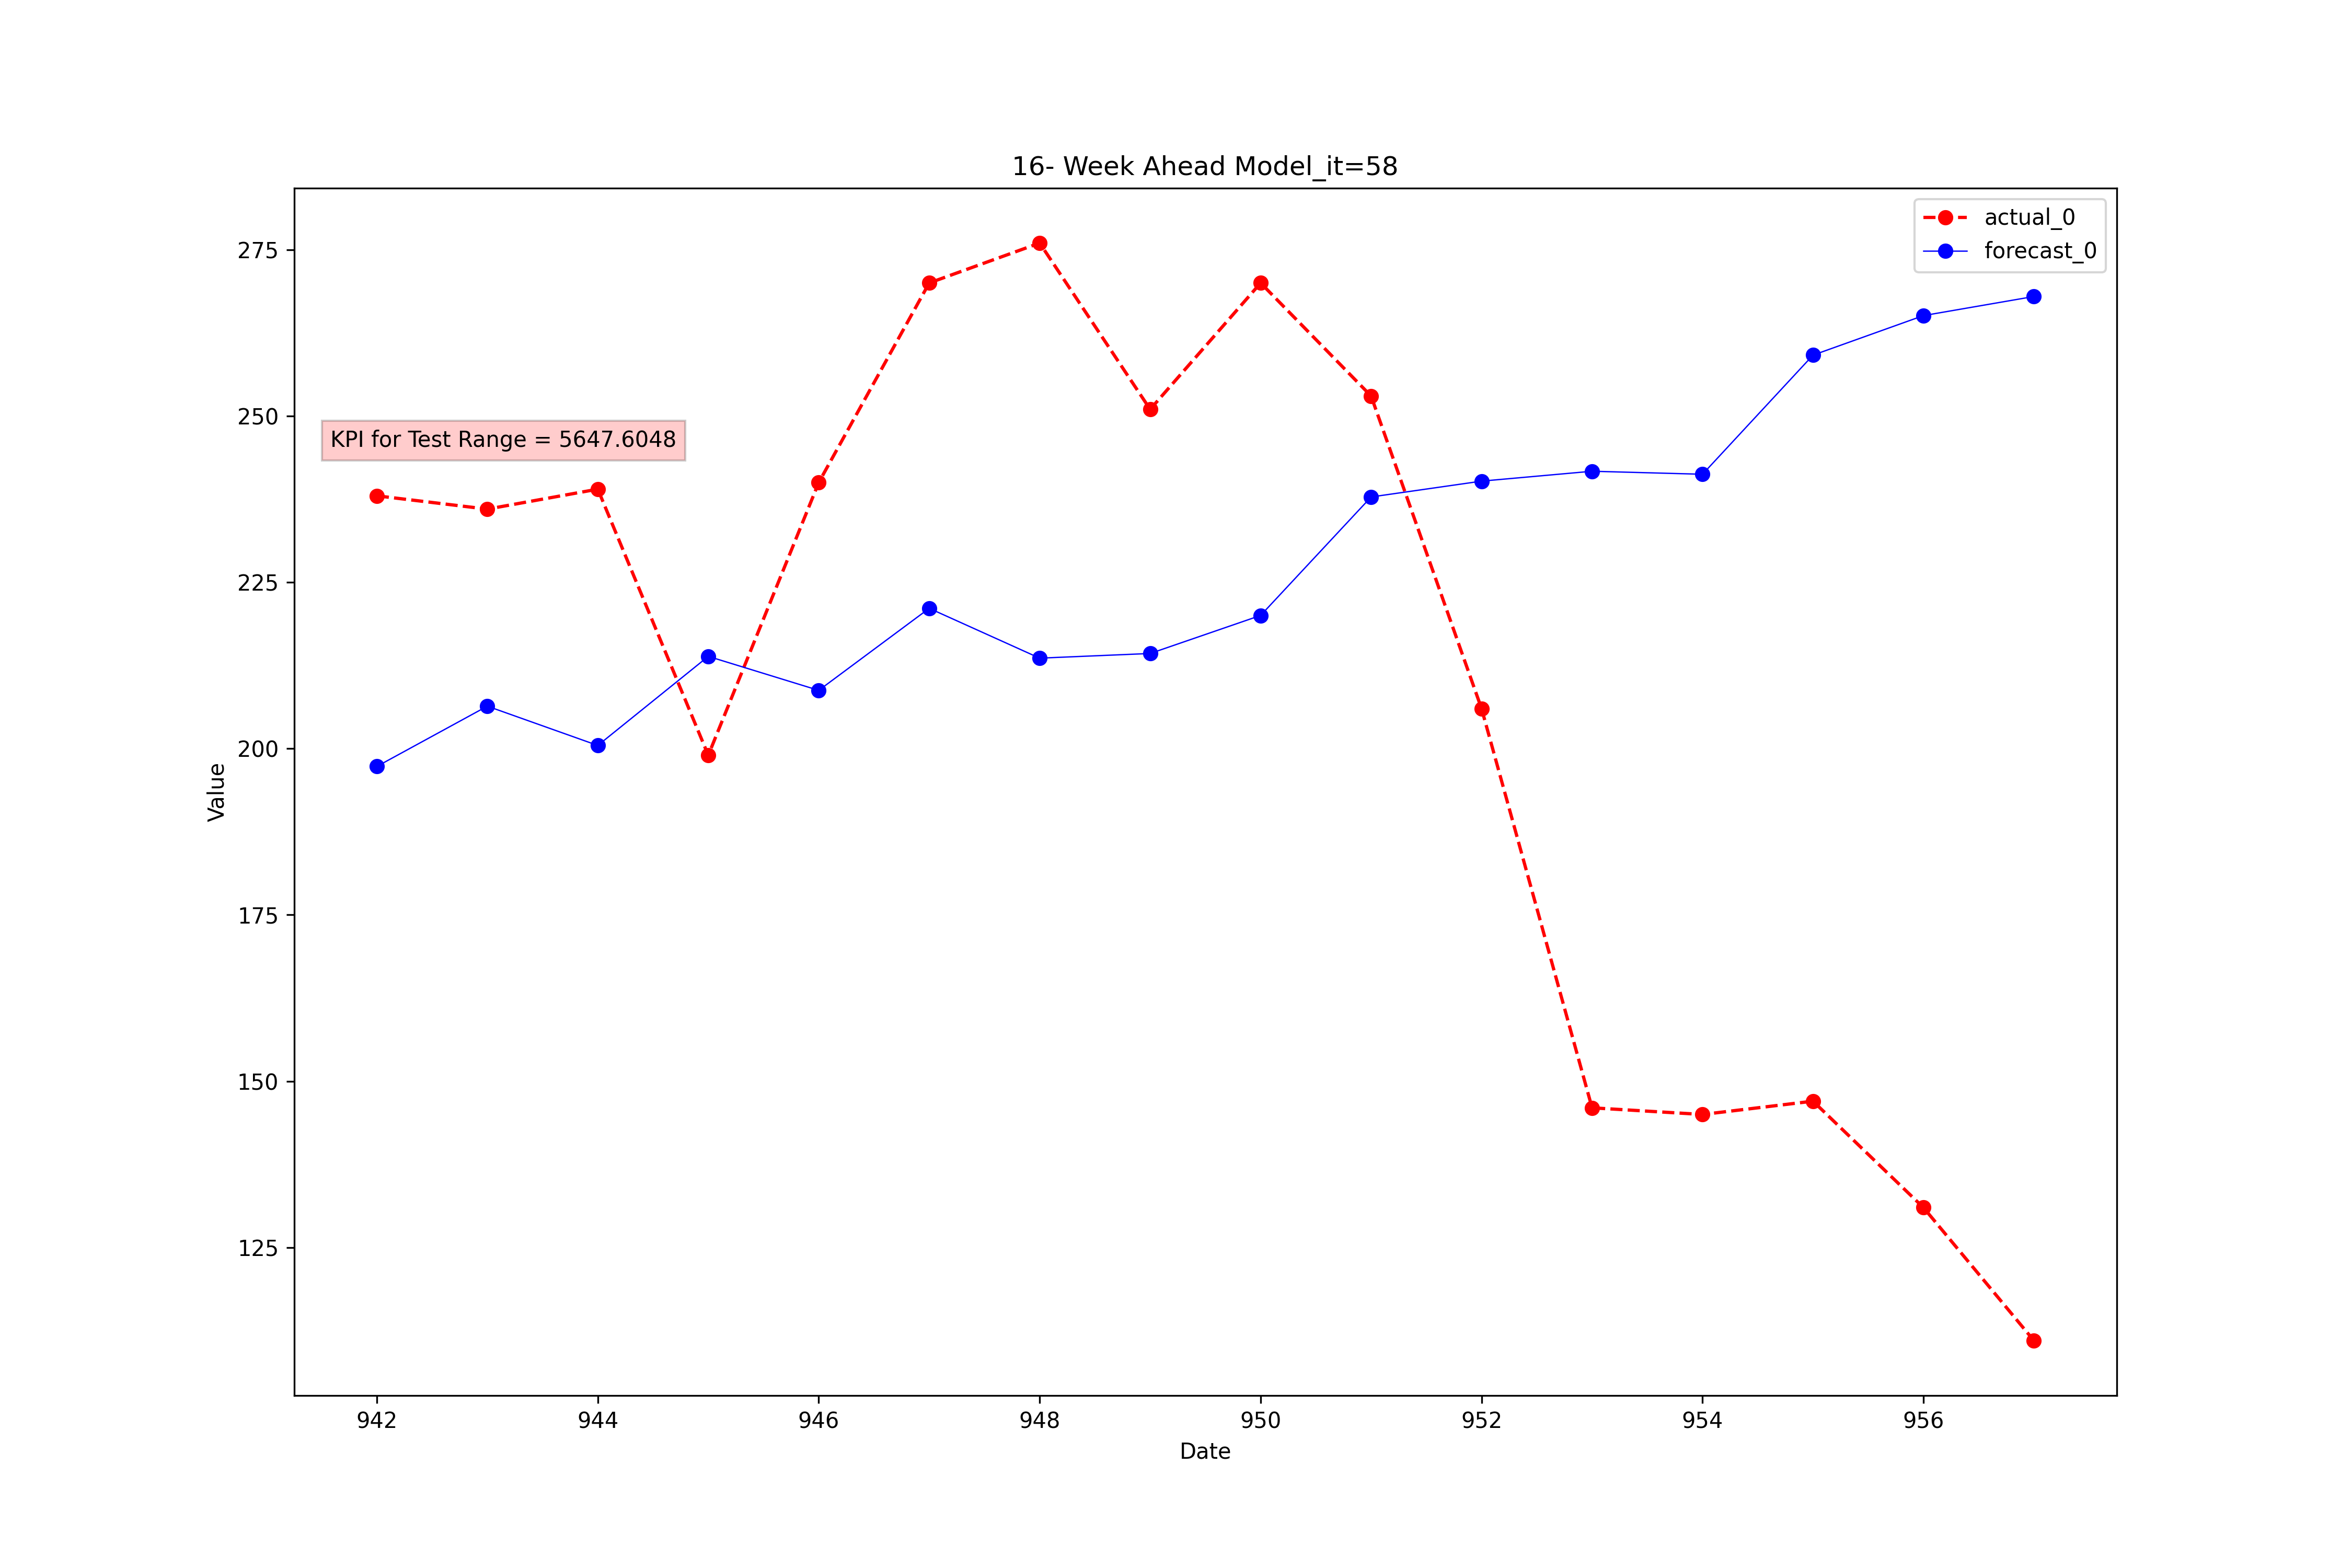 16- Week Ahead Model_it=58
actual_0
forecast_0
275
250
225
200
175
150
125
KPI for Test Range = 5647.6048
Value
942
944
946
948
950
952
954
956
Date